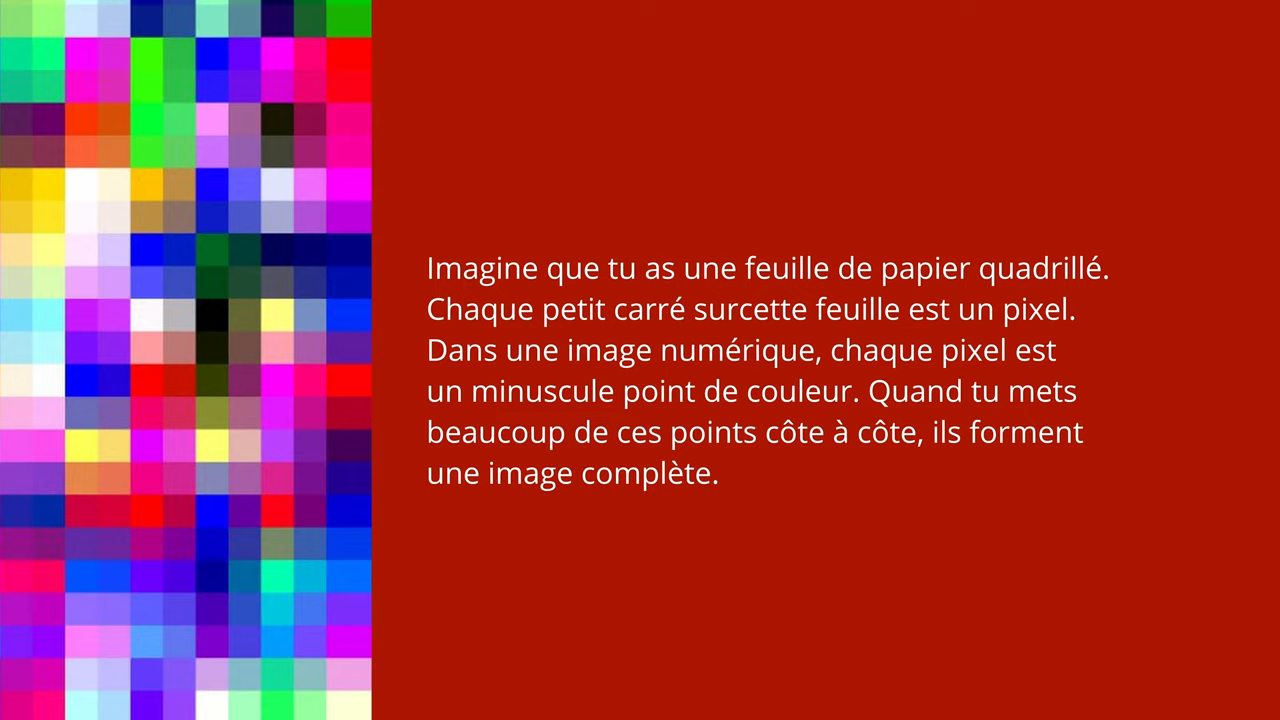 Imagine que tu as une feuille de papier quadrillé.
Chaque petit carré surcette feuille est un pixel.
Dans une image numérique, chaque pixel est
un minuscule point de couleur. Quand tu mets
beaucoup de ces points côte à côte, ils forment
une image complète.